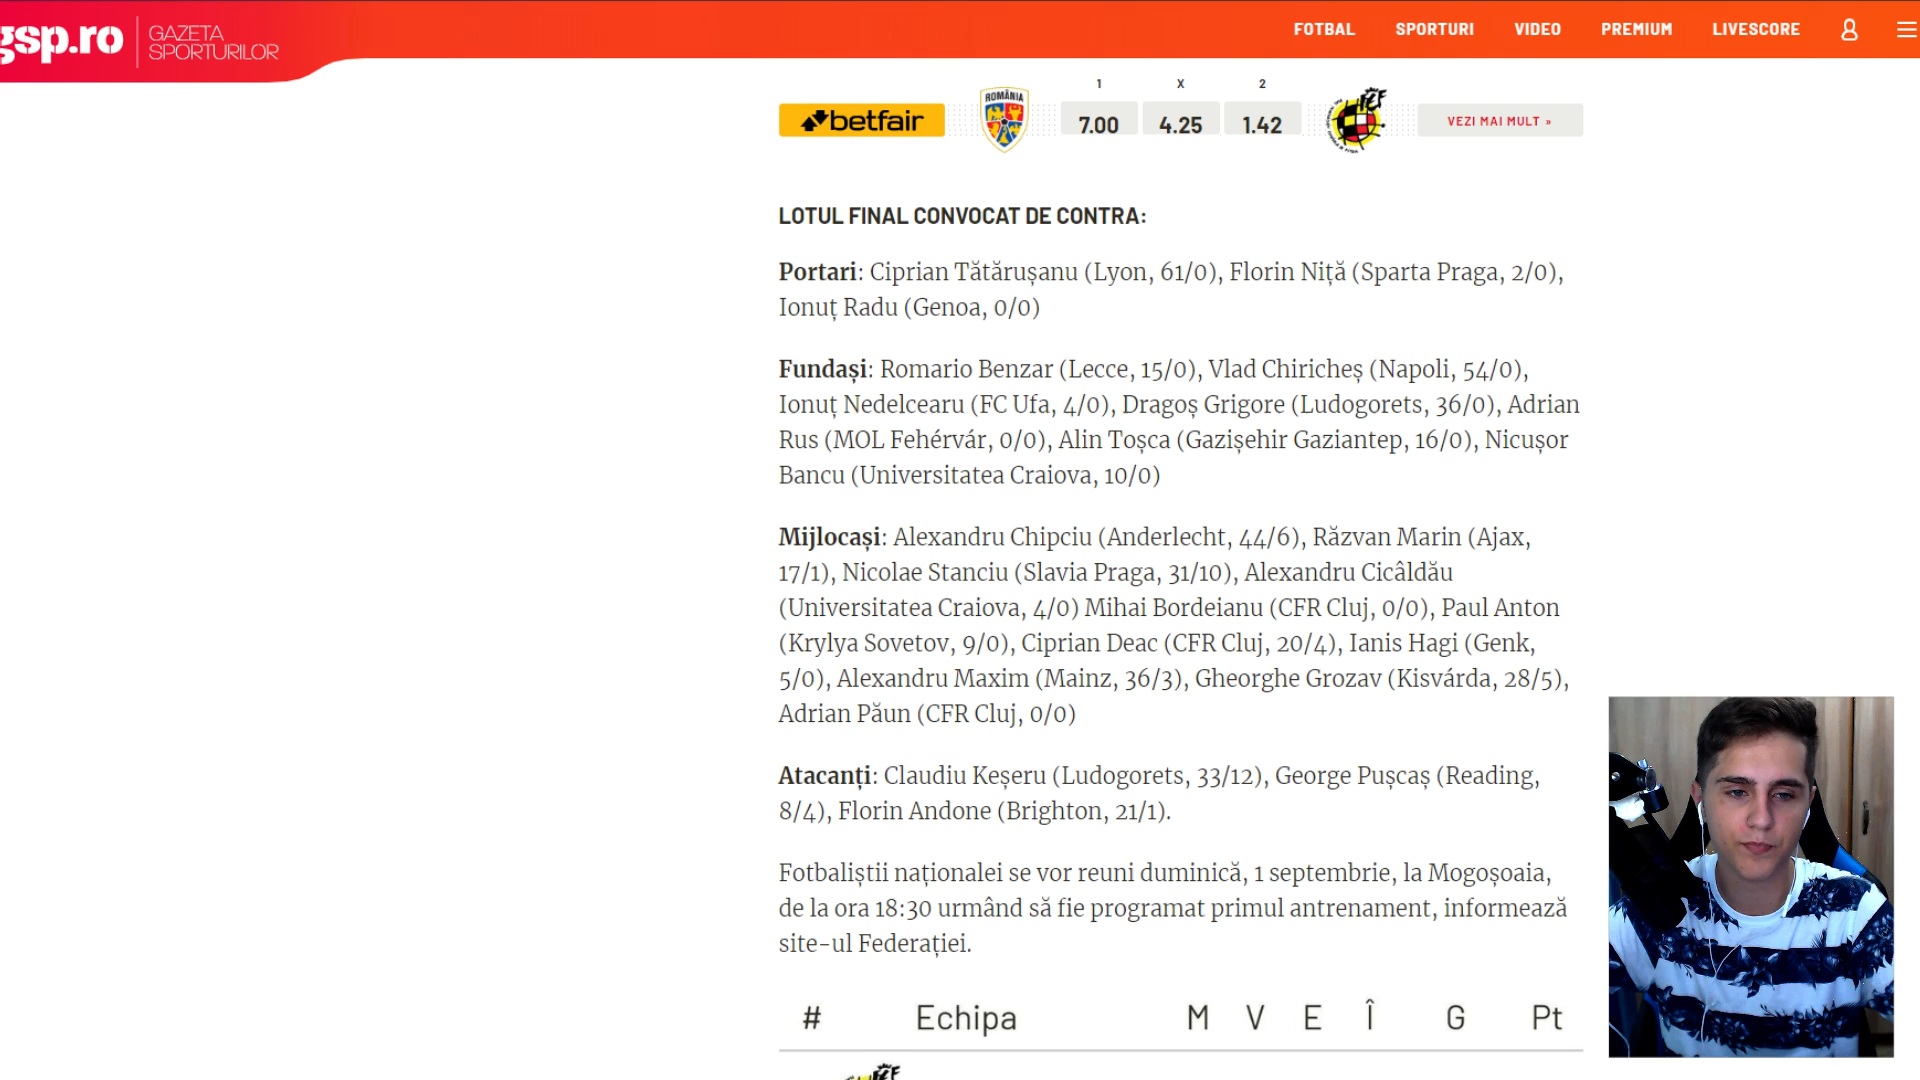 gsp.ro GAZETA SPORTURILOR
FOTBAL SPORTURI VIDEO PREMIUM LIVESCORE
1 X 2
betfair ROMÂNIA 7.00 4.25 1.42 VEZI MAI MULT »
LOTUL FINAL CONVOCAT DE CONTRA:
Portari: Ciprian Tătărușanu (Lyon, 61/0), Florin Niță (Sparta Praga, 2/0),
Ionuț Radu (Genoa, 0/0)
Fundași: Romario Benzar (Lecce, 15/0), Vlad Chiricheș (Napoli, 54/0),
Ionuț Nedelcearu (FC Ufa, 4/0), Dragoș Grigore (Ludogorets, 36/0), Adrian
Rus (MOL Fehérvár, 0/0), Alin Toșca (Gazișehir Gaziantep, 16/0), Nicușor
Bancu (Universitatea Craiova, 10/0)
Mijlocași: Alexandru Chipciu (Anderlecht, 44/6), Răzvan Marin (Ajax,
17/1), Nicolae Stanciu (Slavia Praga, 31/10), Alexandru Cicâldău
(Universitatea Craiova, 4/0) Mihai Bordeianu (CFR Cluj, 0/0), Paul Anton
(Krylya Sovetov, 9/0), Ciprian Deac (CFR Cluj, 20/4), Ianis Hagi (Genk,
5/0), Alexandru Maxim (Mainz, 36/3), Gheorghe Grozav (Kisvárda, 28/5),
Adrian Păun (CFR Cluj, 0/0)
Atacanți: Claudiu Keșeru (Ludogorets, 33/12), George Pușcaș (Reading,
8/4), Florin Andone (Brighton, 21/1).
Fotbaliștii naționalei se vor reuni duminică, 1 septembrie, la Mogoșoaia,
de la ora 18:30 urmând să fie programat primul antrenament, informează
site-ul Federației.
# Echipa M V E Î G Pt